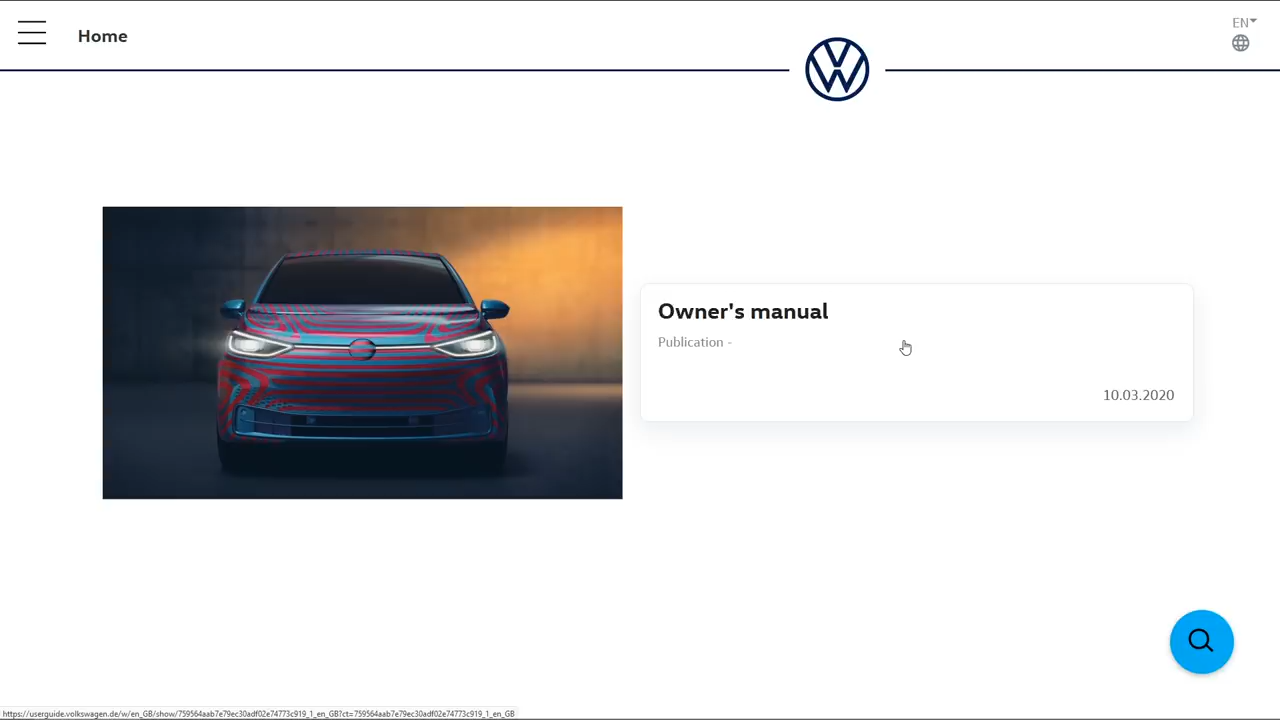 Home
EN
Owner's manual
Publication -
10.03.2020
https://userguide.volkswagen.de/w/en_GB/show/759564aab7e79ec30adf02e74773c919_1_en_GB?ct=759564aab7e79ec30adf02e74773c919_1_en_GB